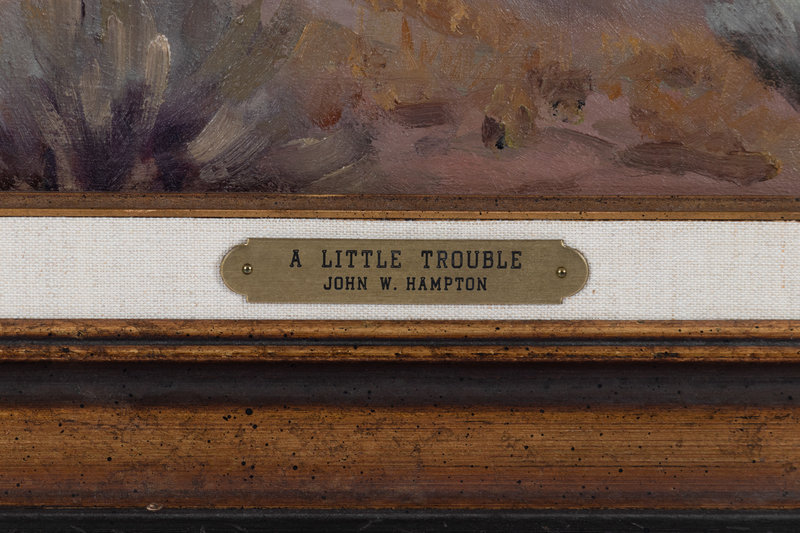 A LITTLE TROUBLE
JOHN W. HAMPTON